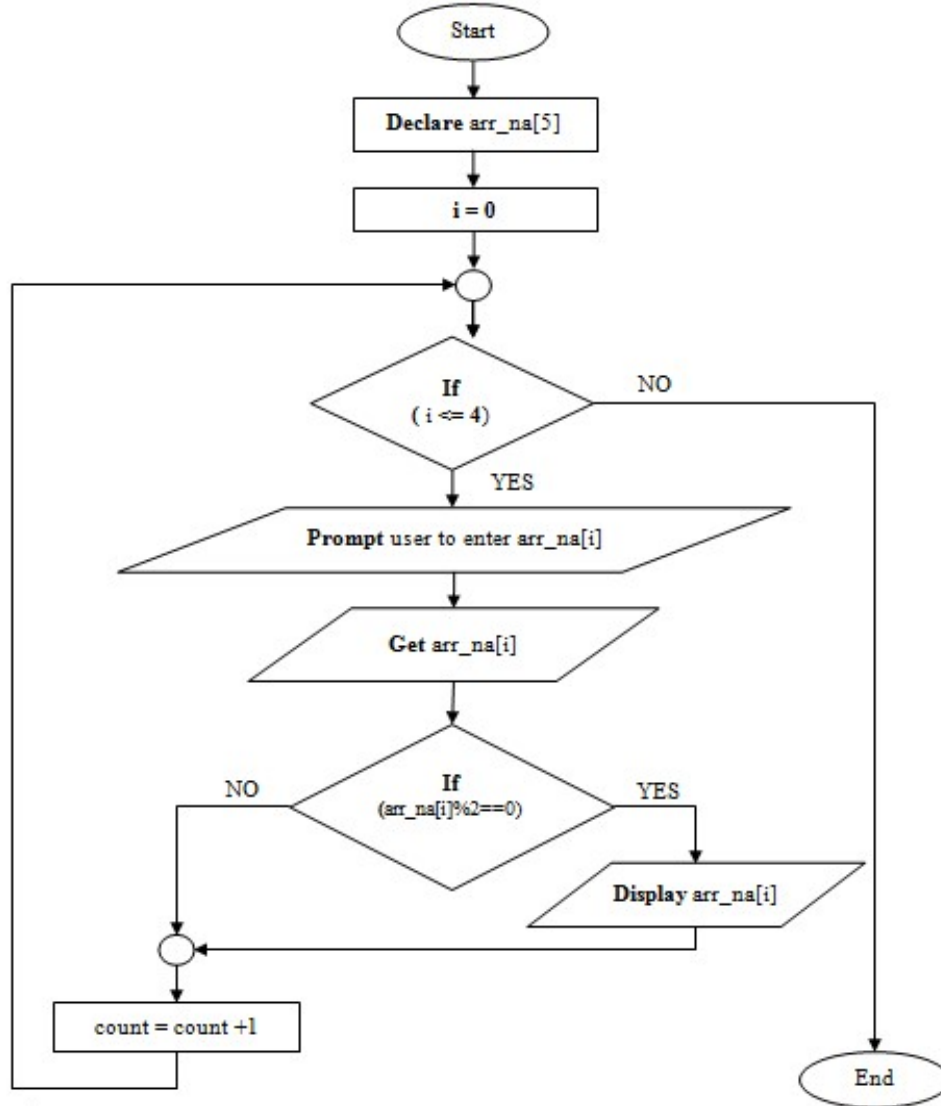 Start
Declare arr_na[5]
i = 0
If
( i <= 4)
NO
YES
Prompt user to enter arr_na[i]
Get arr_na[i]
If
(arr_na[i]%2==0)
NO
YES
Display arr_na[i]
count = count +1
End